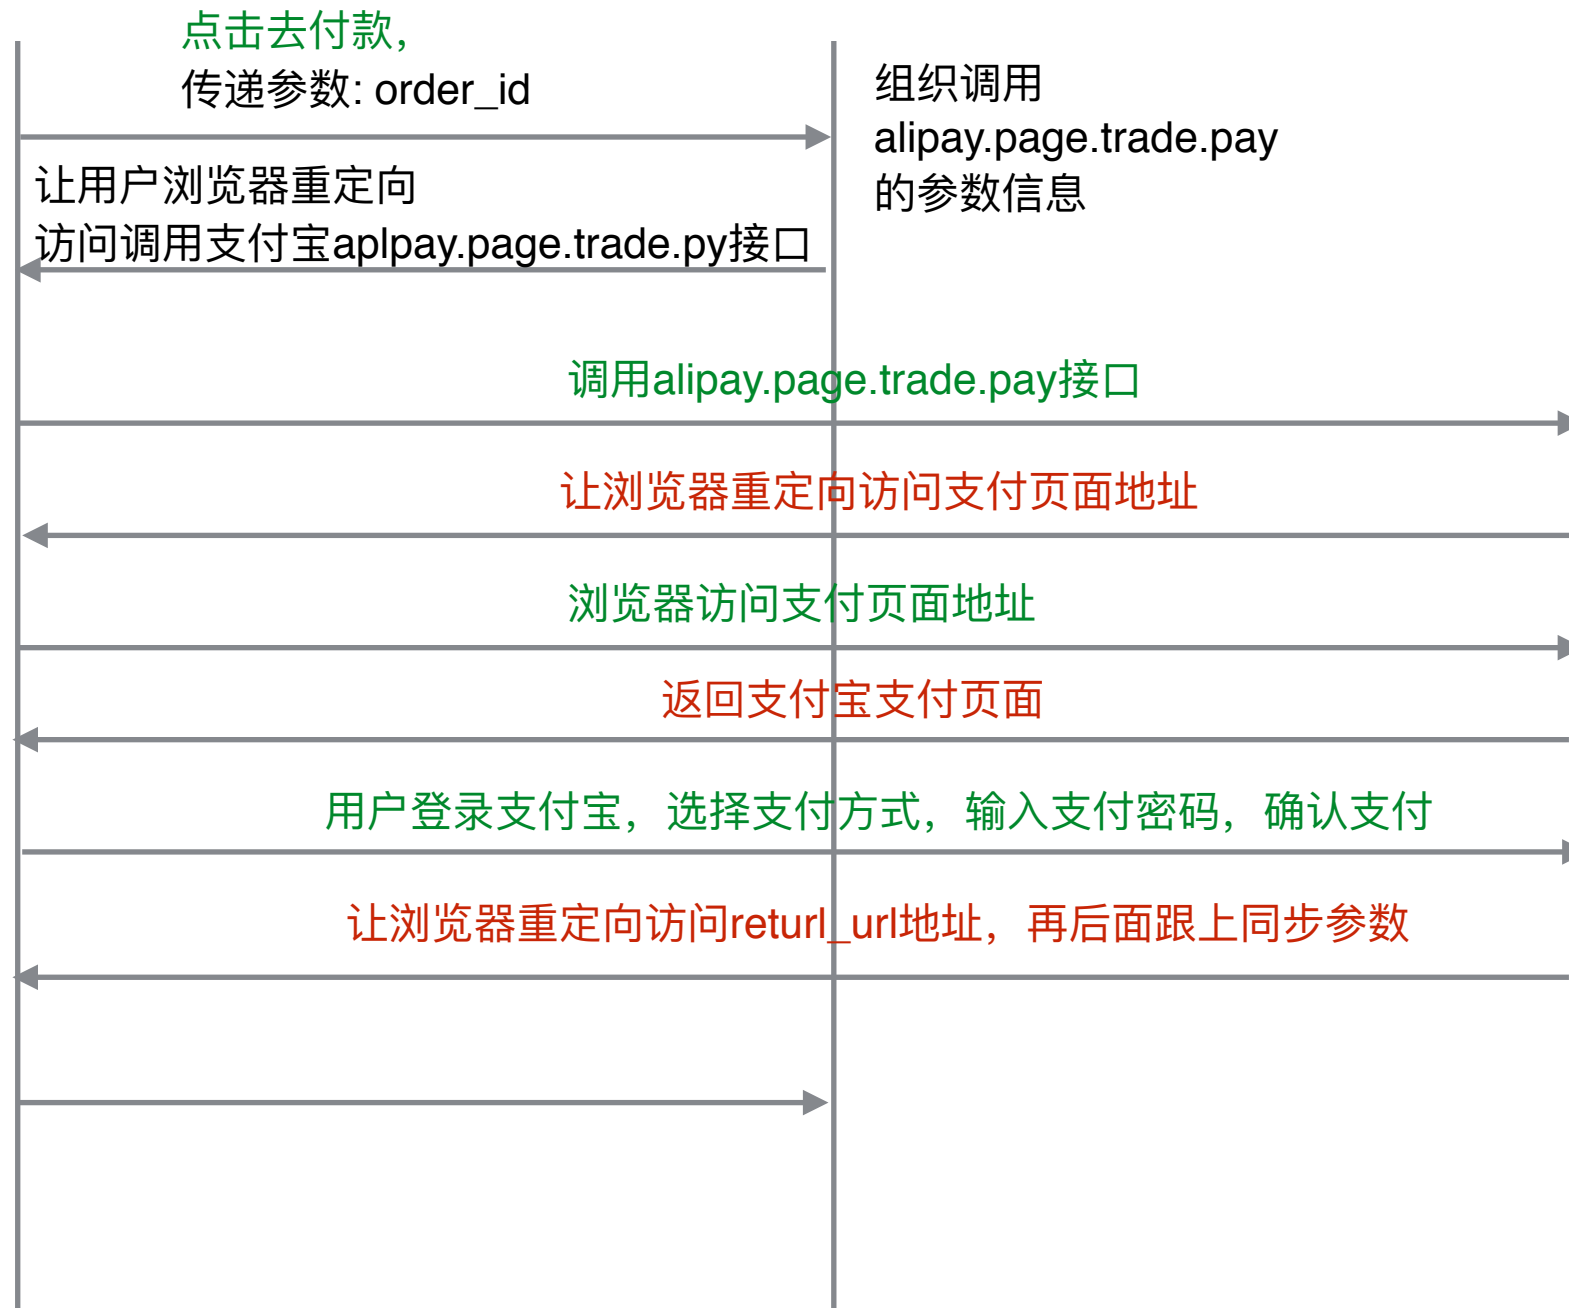 点击去付款，
传递参数: order_id
组织调用
alipay.page.trade.pay
的参数信息
让用户浏览器重定向
访问调用支付宝aplpay.page.trade.py接口
调用alipay.page.trade.pay接口
让浏览器重定向访问支付页面地址
浏览器访问支付页面地址
返回支付宝支付页面
用户登录支付宝，选择支付方式，输入支付密码，确认支付
让浏览器重定向访问returl_url地址，再后面跟上同步参数